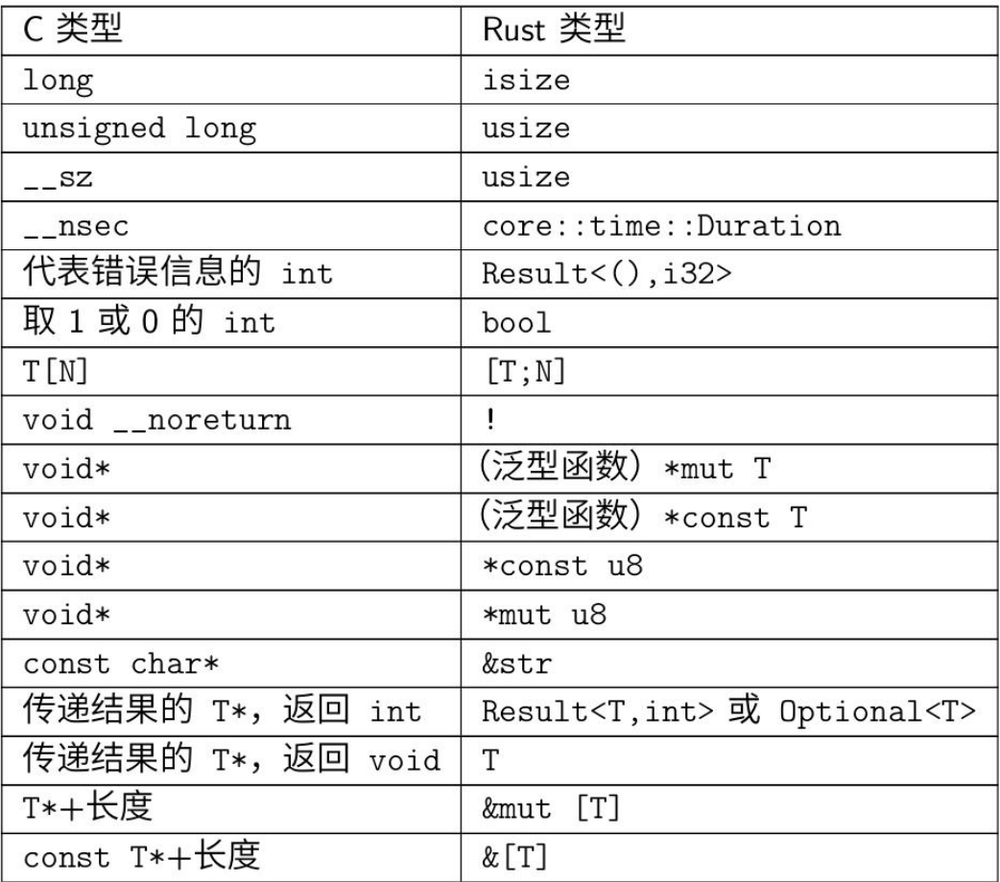 C 类型 Rust 类型
long isize
unsigned long usize
__sz usize
__nsec core::time::Duration
代表错误信息的 int Result<(),i32>
取 1 或 0 的 int bool
T[N] [T;N]
void __noreturn !
void* (泛型函数) *mut T
void* (泛型函数) *const T
void* *const u8
void* *mut u8
const char* &str
传递结果的 T*，返回 int Result<T,int> 或 Optional<T>
传递结果的 T*，返回 void T
T*+长度 &mut [T]
const T*+长度 &[T]